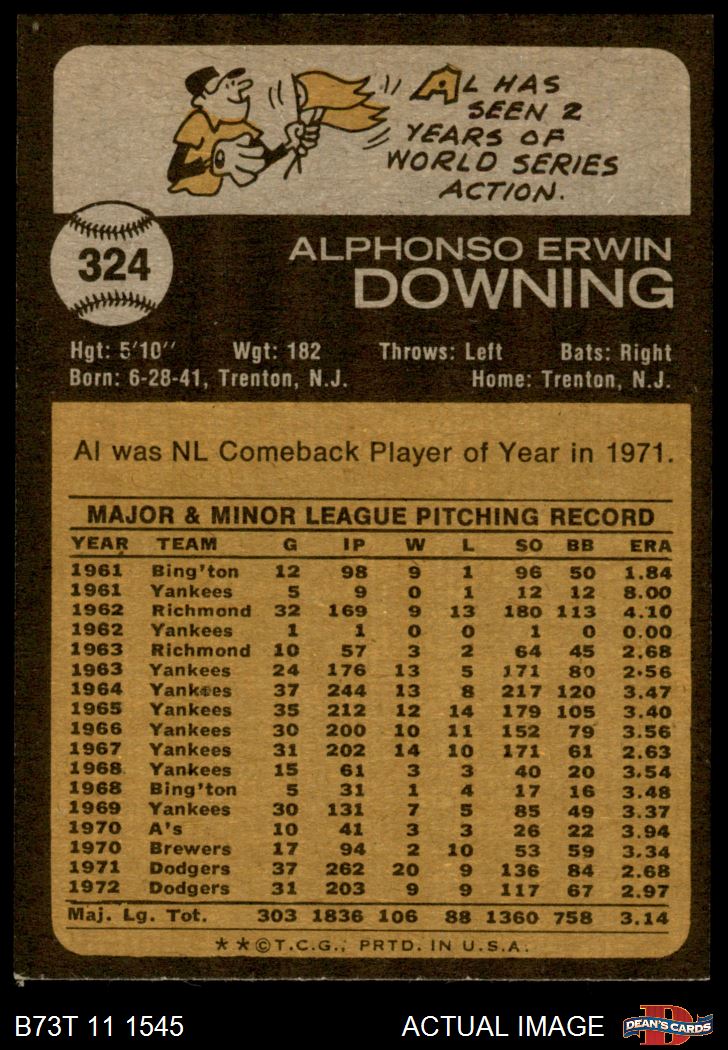 AL HAS
SEEN 2
YEARS OF
WORLD SERIES
ACTION.
324
ALPHONSO ERWIN
DOWNING
Hgt: 5'10'' Wgt: 182 Throws: Left Bats: Right
Born: 6-28-41, Trenton, N.J. Home: Trenton, N.J.
Al was NL Comeback Player of Year in 1971.
MAJOR & MINOR LEAGUE PITCHING RECORD
YEAR TEAM G IP W L SO BB ERA
1961 Bing'ton 12 98 9 1 96 50 1.84
1961 Yankees 5 9 0 1 12 12 8.00
1962 Richmond 32 169 9 13 180 113 4.10
1962 Yankees 1 1 0 0 1 0 0.00
1963 Richmond 10 57 3 2 64 45 2.68
1963 Yankees 24 176 13 5 171 80 2.56
1964 Yankees 37 244 13 8 217 120 3.47
1965 Yankees 35 212 12 14 179 105 3.40
1966 Yankees 30 200 10 11 152 79 3.56
1967 Yankees 31 202 14 10 171 61 2.63
1968 Yankees 15 61 3 3 40 20 3.54
1968 Bing'ton 5 31 1 4 17 16 3.48
1969 Yankees 30 131 7 5 85 49 3.37
1970 A's 10 41 3 3 26 22 3.94
1970 Brewers 17 94 2 10 53 59 3.34
1971 Dodgers 37 262 20 9 136 84 2.68
1972 Dodgers 31 203 9 9 117 67 2.97
Maj. Lg. Tot. 303 1836 106 88 1360 758 3.14
**©T.C.G., PRTD. IN U.S.A.
B73T 11 1545 ACTUAL IMAGE DEAN'S CARDS